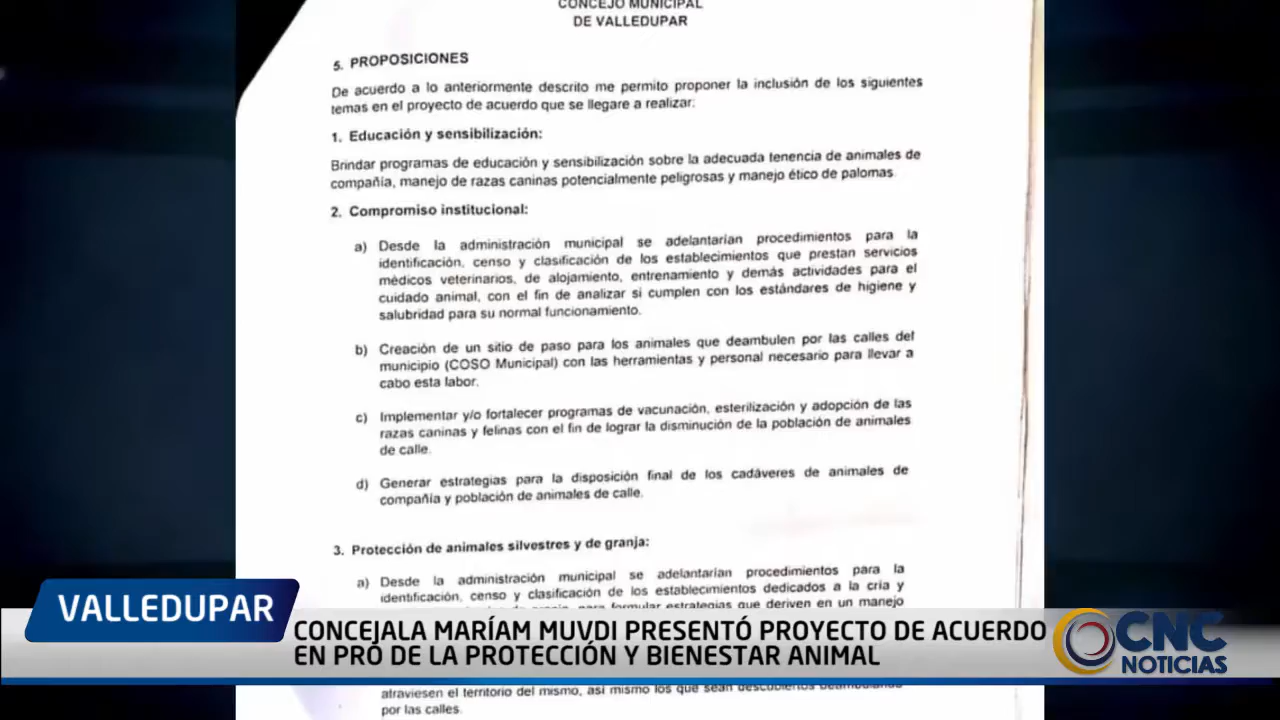 CONCEJO MUNICIPAL
DE VALLEDUPAR
5. PROPOSICIONES
De acuerdo a lo anteriormente descrito me permito proponer la inclusión de los siguientes
temas en el proyecto de acuerdo que se llegare a realizar:
1. Educación y sensibilización:
Brindar programas de educación y sensibilización sobre la adecuada tenencia de animales de
compañía, manejo de razas caninas potencialmente peligrosas y manejo ético de palomas
2. Compromiso institucional:
a) Desde la administración municipal se adelantarían procedimientos para la
identificación, censo y clasificación de los establecimientos que prestan servicios
médicos veterinarios, de alojamiento, entrenamiento y demás actividades para el
cuidado animal, con el fin de analizar si cumplen con los estándares de higiene y
salubridad para su normal funcionamiento.
b) Creación de un sitio de paso para los animales que deambulen por las calles del
municipio (COSO Municipal) con las herramientas y personal necesario para llevar a
cabo esta labor.
c) Implementar y/o fortalecer programas de vacunación, esterilización y adopción de las
razas caninas y felinas con el fin de lograr la disminución de la población de animales
de calle.
d) Generar estrategias para la disposición final de los cadáveres de animales de
compañía y población de animales de calle.
3. Protección de animales silvestres y de granja:
a) Desde la administración municipal se adelantarían procedimientos para la
identificación, censo y clasificación de los establecimientos dedicados a la cría y
para formular estrategias que deriven en un manejo
VALLEDUPAR
CONCEJALA MARÍAM MUVDI PRESENTÓ PROYECTO DE ACUERDO
EN PRO DE LA PROTECCIÓN Y BIENESTAR ANIMAL
CNC
NOTICIAS
atraviesen el territorio del mismo, así mismo los que sean descubiertos deambulando
por las calles.